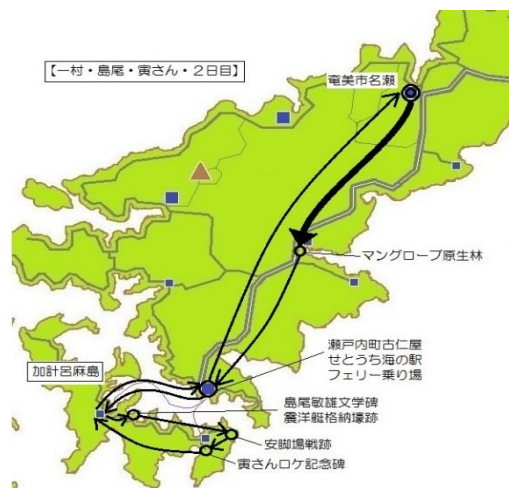 【一村・島尾・寅さん・２日目】
奄美市名瀬
マングローブ原生林
瀬戸内町古仁屋
せとうち海の駅
フェリー乗り場
加計呂麻島
島尾敏雄文学碑
震洋艇格納壕跡
安脚場戦跡
寅さんロケ記念碑